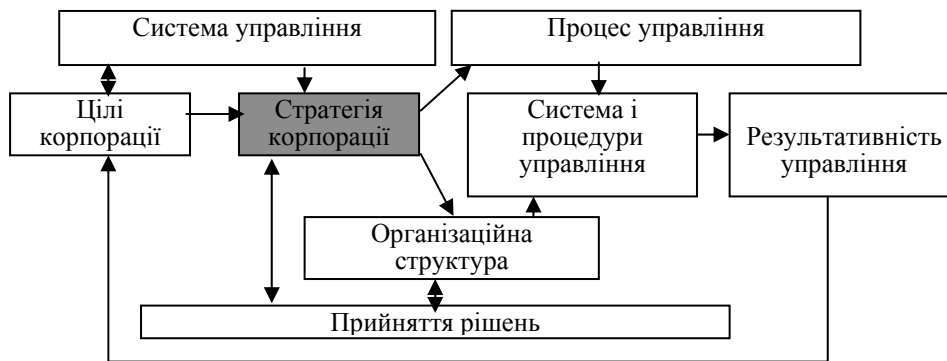 Система управління
Процес управління
Цілі
корпорації
Стратегія
корпорації
Система і
процедури
управління
Результативність
управління
Організаційна
структура
Прийняття рішень